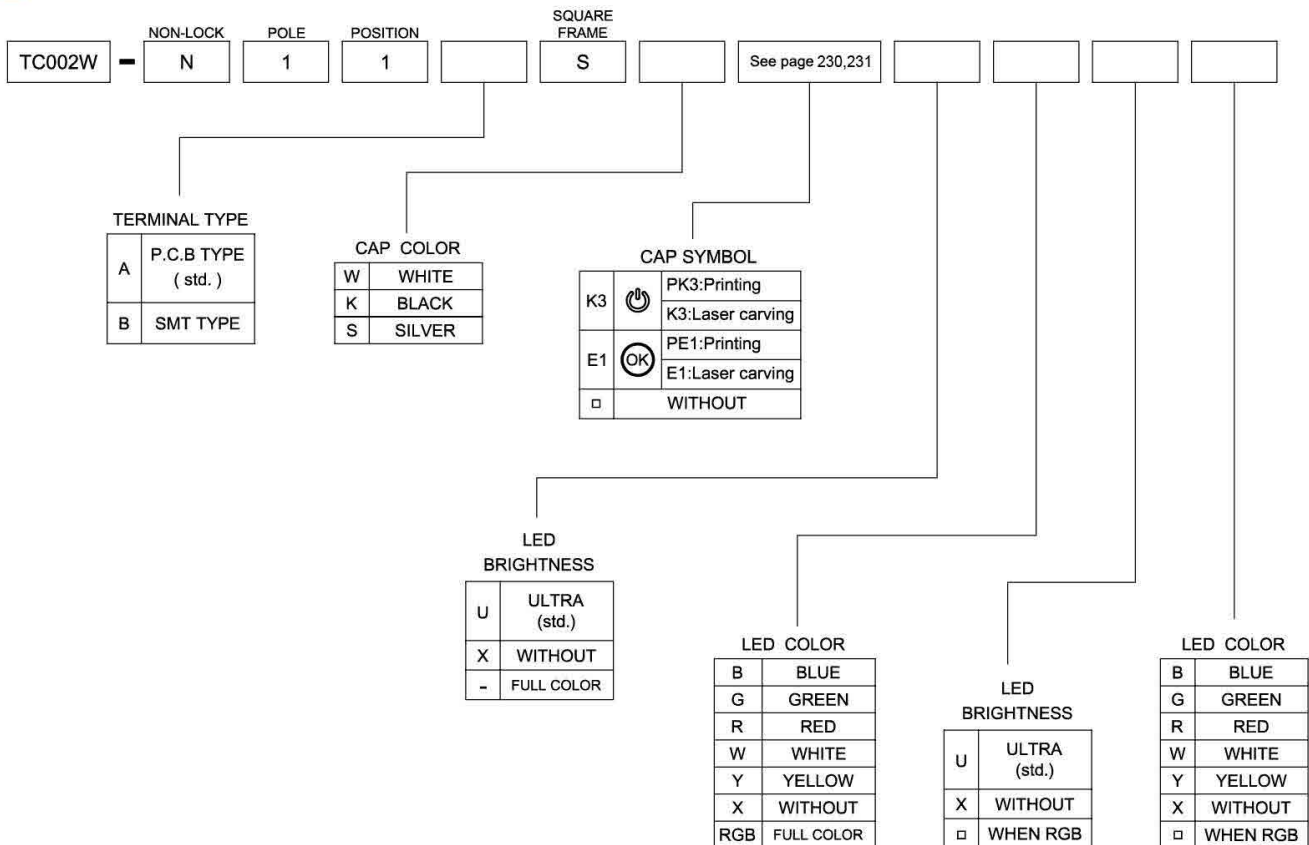 NON-LOCK POLE POSITION SQUARE FRAME
TC002W - N 1 1 S See page 230,231
TERMINAL TYPE
A P.C.B TYPE
( std. )
B SMT TYPE
CAP COLOR
W WHITE
K BLACK
S SILVER
CAP SYMBOL
K3 PK3:Printing
K3:Laser carving
E1 OK PE1:Printing
E1:Laser carving
□ WITHOUT
LED
BRIGHTNESS
U ULTRA
(std.)
X WITHOUT
- FULL COLOR
LED COLOR
B BLUE
G GREEN
R RED
W WHITE
Y YELLOW
X WITHOUT
RGB FULL COLOR
LED
BRIGHTNESS
U ULTRA
(std.)
X WITHOUT
□ WHEN RGB
LED COLOR
B BLUE
G GREEN
R RED
W WHITE
Y YELLOW
X WITHOUT
□ WHEN RGB